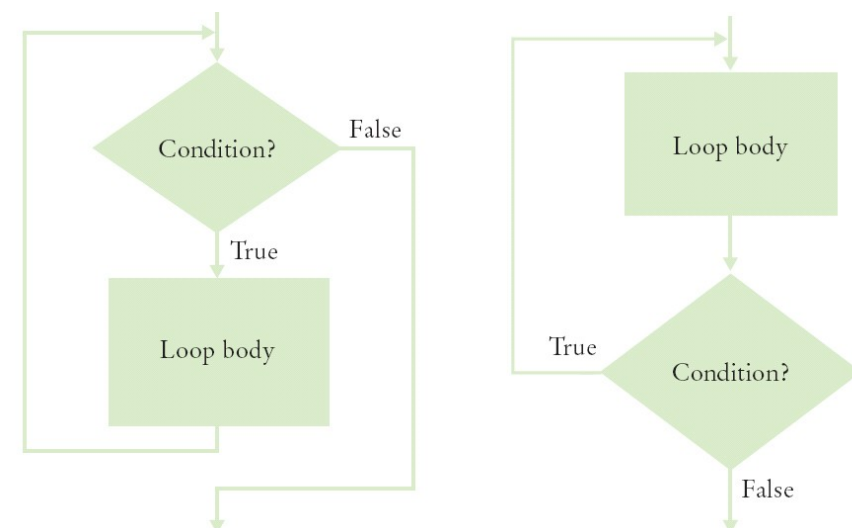 Condition?
False
True
Loop body
Loop body
True
Condition?
False